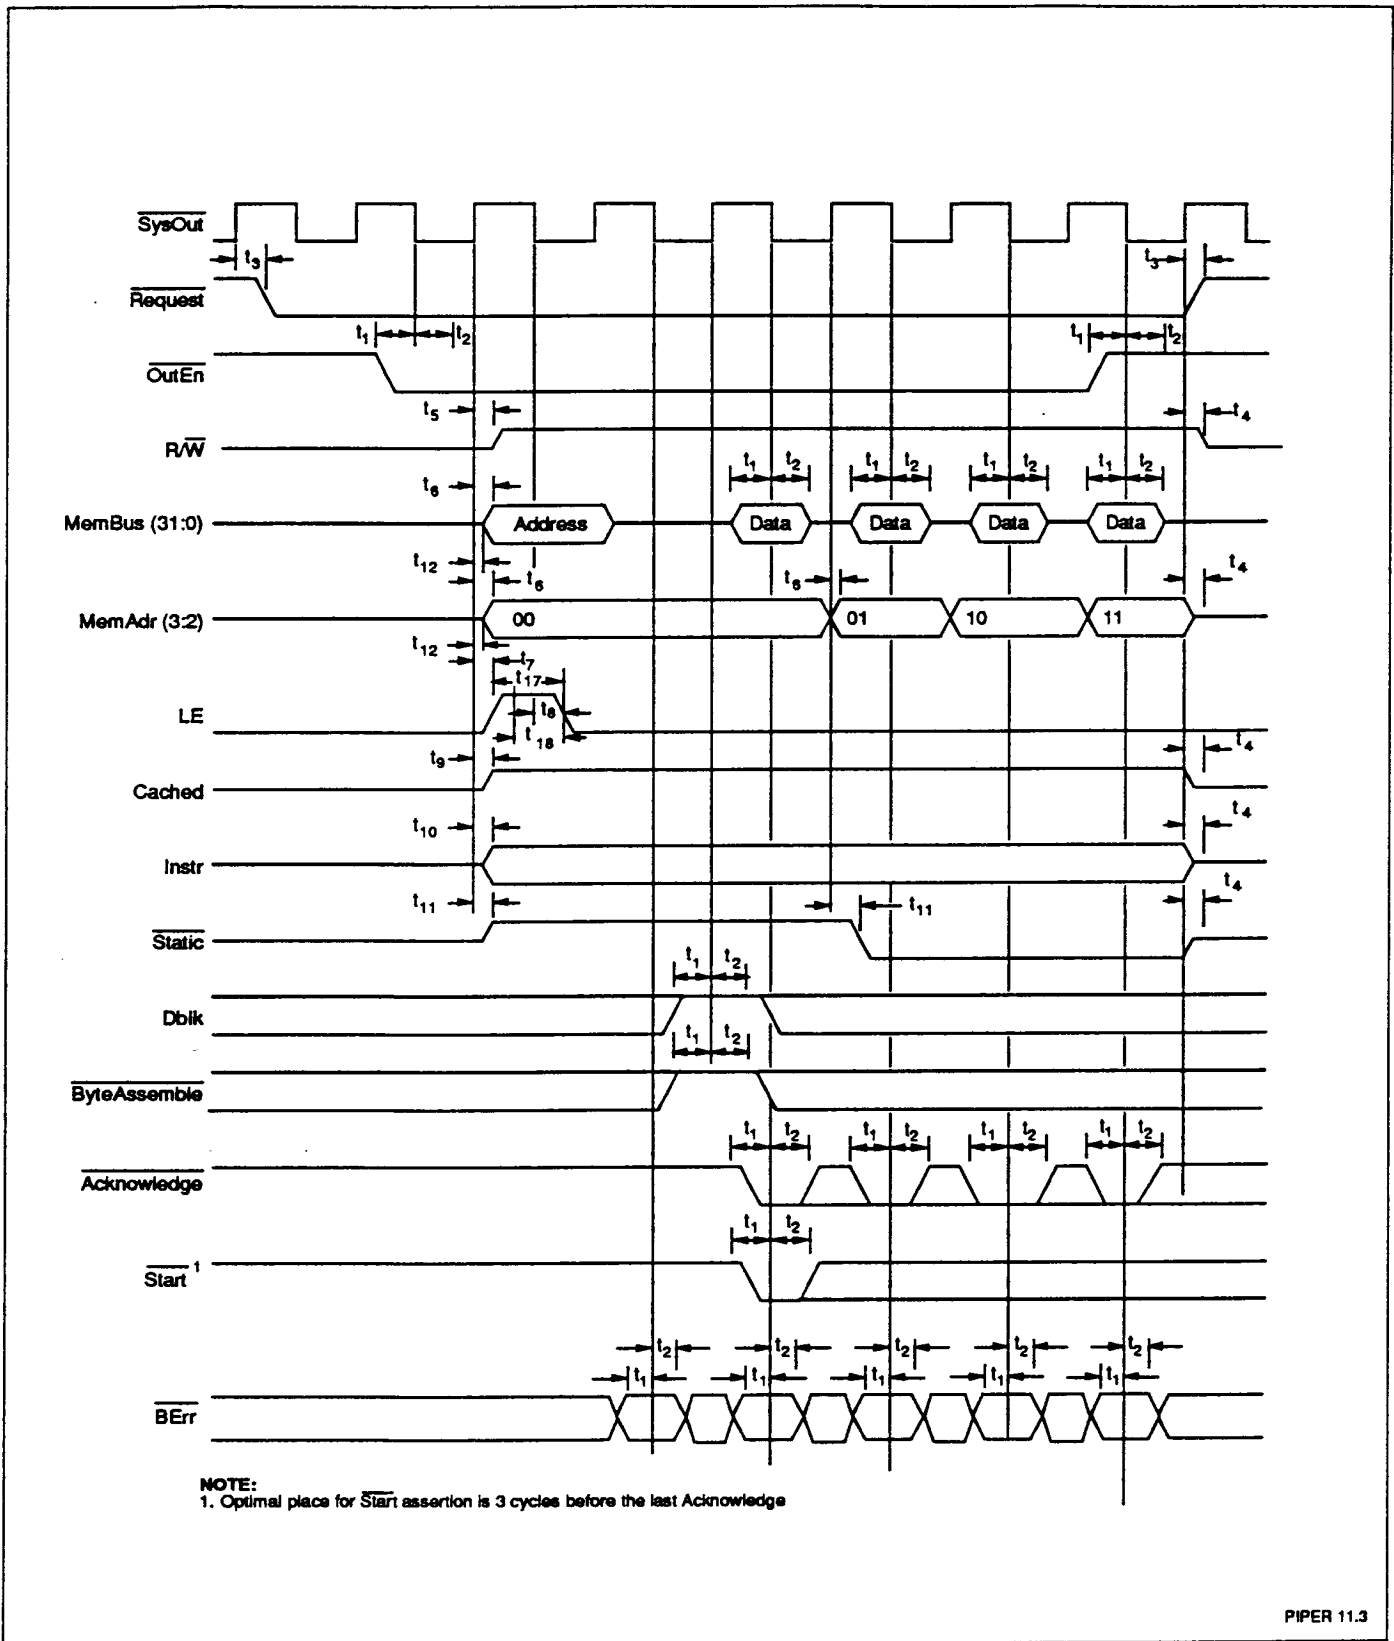 SysOut
t3 t3
Request
t1 t2 t1 t2
OutEn
t5 t4
R/W
t1 t2 t1 t2 t1 t2 t1 t2
t6
MemBus (31:0) Address Data Data Data Data
t12 t6 t6 t4
MemAdr (3:2) 00 01 10 11
t12 t7
t17
LE t8
t18 t4
t9
Cached
t10 t4
Instr
t11 t11 t4
Static
t1 t2
Dblk
t1 t2
ByteAssemble
t1 t2 t1 t2 t1 t2 t1 t2
Acknowledge
t1 t2
Start 1
t2 t2 t2 t2 t2
t1 t1 t1 t1 t1
BErr
NOTE:
1. Optimal place for Start assertion is 3 cycles before the last Acknowledge
PIPER 11.3